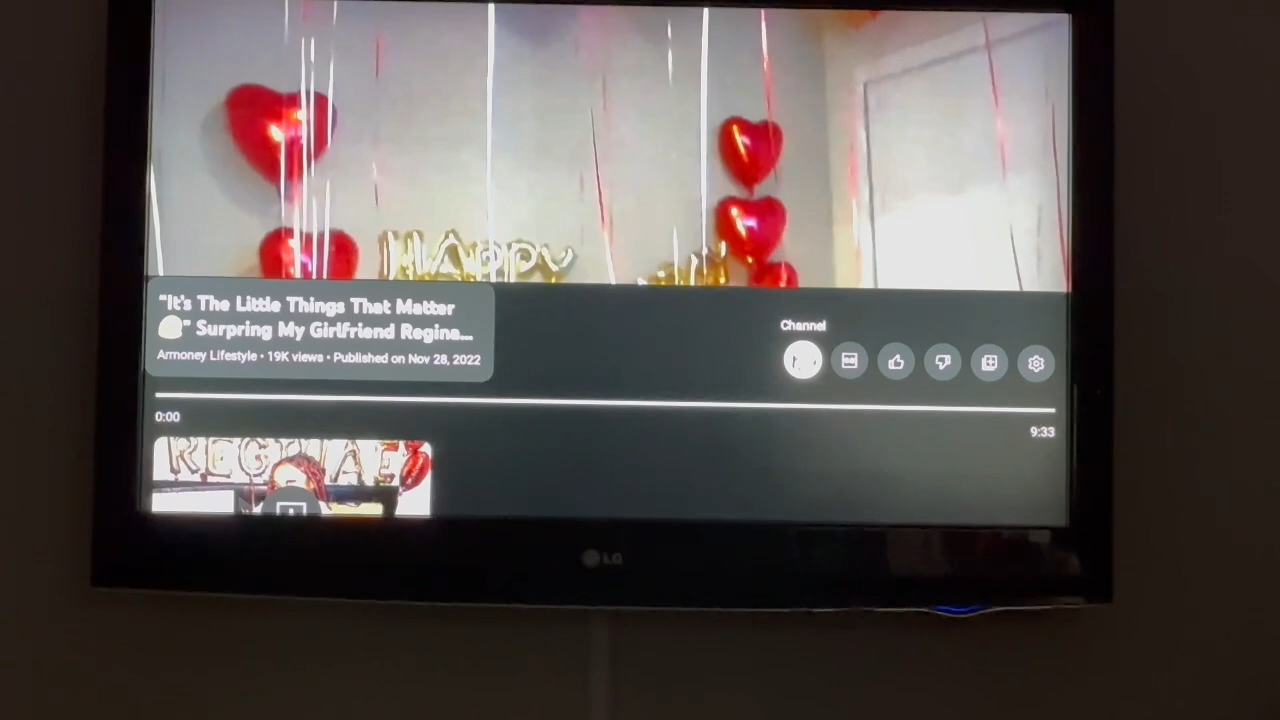 HAPPY
"It's The Little Things That Matter
" Surpring My Girlfriend Regina...
Armoney Lifestyle • 19K views • Published on Nov 28, 2022
Channel
0:00
9:33
REGINAE
LG